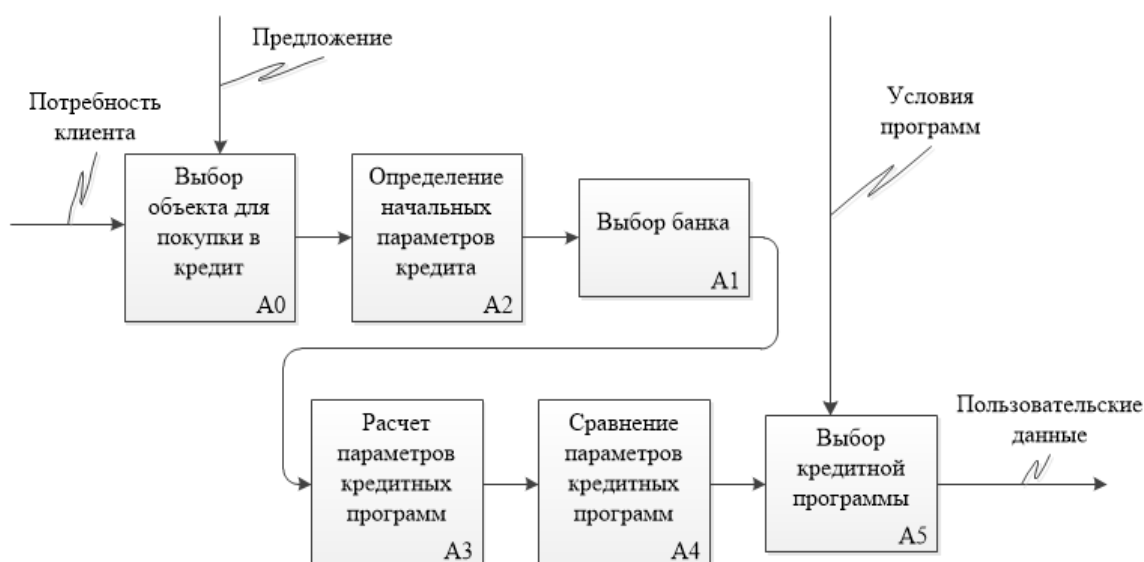 Предложение
Потребность
клиента
Условия
программ
Выбор
объекта для
покупки в
кредит
A0
Определение
начальных
параметров
кредита
A2
Выбор банка
A1
Расчет
параметров
кредитных
программ
A3
Сравнение
параметров
кредитных
программ
A4
Выбор
кредитной
программы
A5
Пользовательские
данные